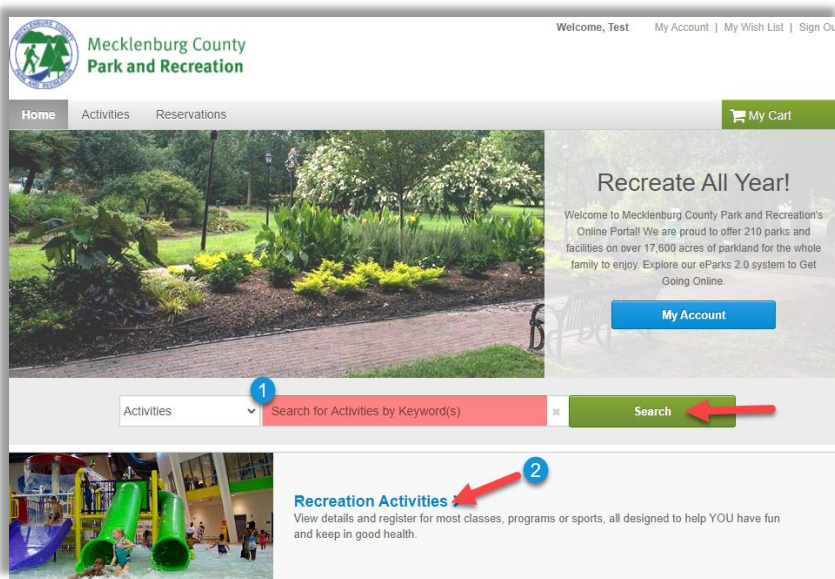 MECKLENBURG COUNTY
PARK AND RECREATION
Mecklenburg County
Park and Recreation
Welcome, Test My Account | My Wish List | Sign Ou
Home Activities Reservations My Cart
Recreate All Year!
Welcome to Mecklenburg County Park and Recreation's
Online Portal! We are proud to offer 210 parks and
facilities on over 17,600 acres of parkland for the whole
family to enjoy. Explore our eParks 2.0 system to Get
Going Online.
My Account
1
Activities Search for Activities by Keyword(s) × Search
2
Recreation Activities
View details and register for most classes, programs or sports, all designed to help YOU have fun
and keep in good health.